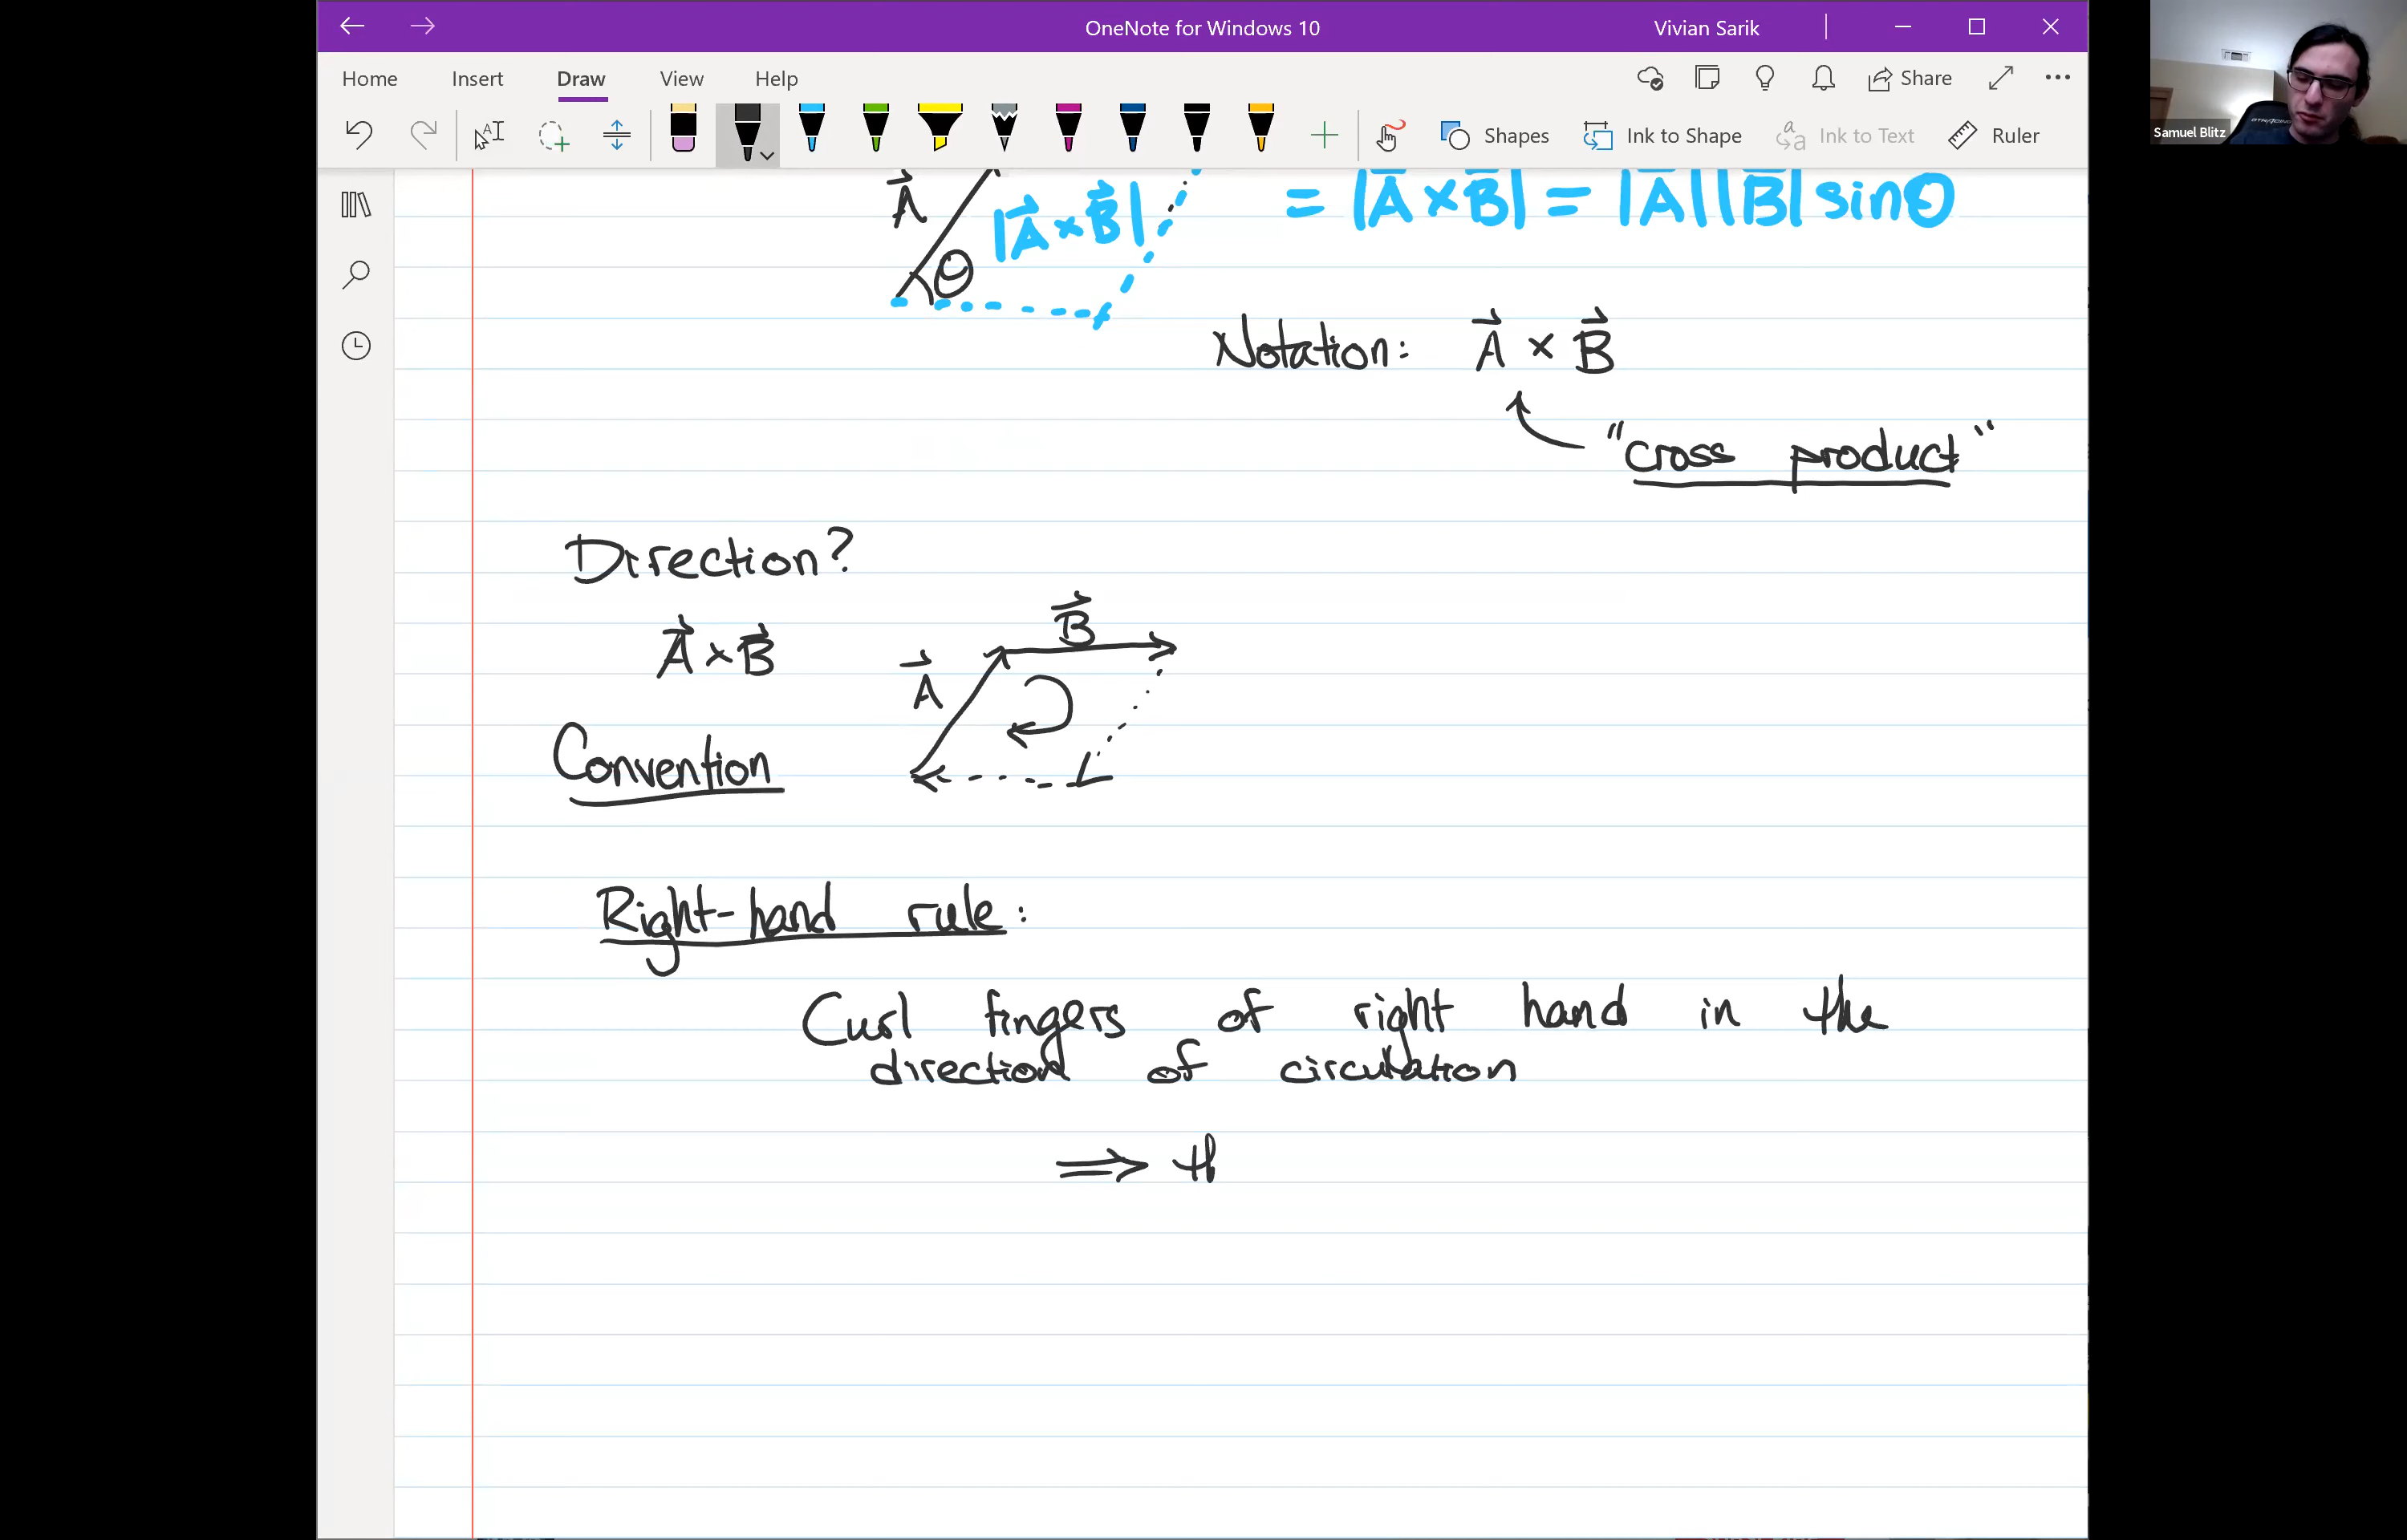 OneNote for Windows 10
Vivian Sarik
Home Insert Draw View Help
Share
Shapes Ink to Shape Ink to Text Ruler
Samuel Blitz
A⃗
|A⃗×B⃗|
= |A⃗×B⃗| = |A⃗||B⃗| sinθ
θ
Notation: A⃗ × B⃗
"cross product"
Direction?
A⃗×B⃗
B⃗
A⃗
Convention
Right-hand rule:
Curl fingers of right hand in the
direction of circulation
⟹ th